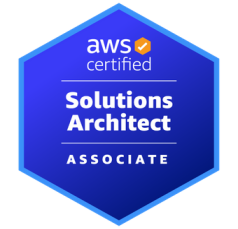 aws
certified
Solutions
Architect
ASSOCIATE